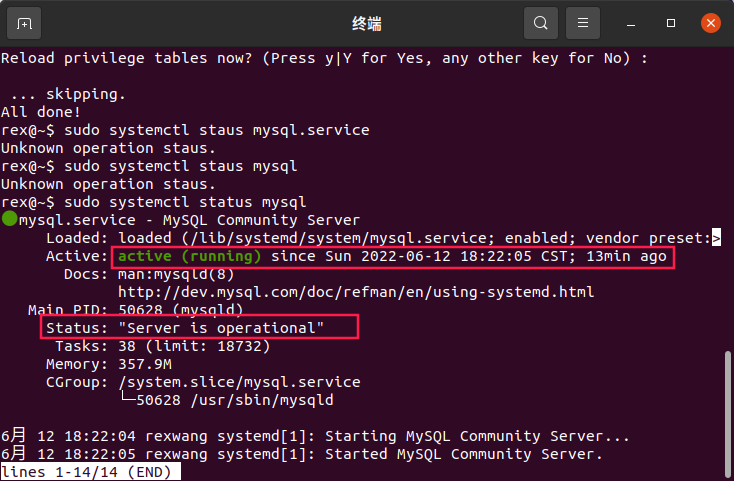 终端
Reload privilege tables now? (Press y|Y for Yes, any other key for No) :
... skipping.
All done!
rex@~$ sudo systemctl staus mysql.service
Unknown operation staus.
rex@~$ sudo systemctl staus mysql
Unknown operation staus.
rex@~$ sudo systemctl status mysql
mysql.service - MySQL Community Server
Loaded: loaded (/lib/systemd/system/mysql.service; enabled; vendor preset:>
Active: active (running) since Sun 2022-06-12 18:22:05 CST; 13min ago
Docs: man:mysqld(8)
http://dev.mysql.com/doc/refman/en/using-systemd.html
Main PID: 50628 (mysqld)
Status: "Server is operational"
Tasks: 38 (limit: 18732)
Memory: 357.9M
CGroup: /system.slice/mysql.service
└─50628 /usr/sbin/mysqld
6月 12 18:22:04 rexwang systemd[1]: Starting MySQL Community Server...
6月 12 18:22:05 rexwang systemd[1]: Started MySQL Community Server.
lines 1-14/14 (END)